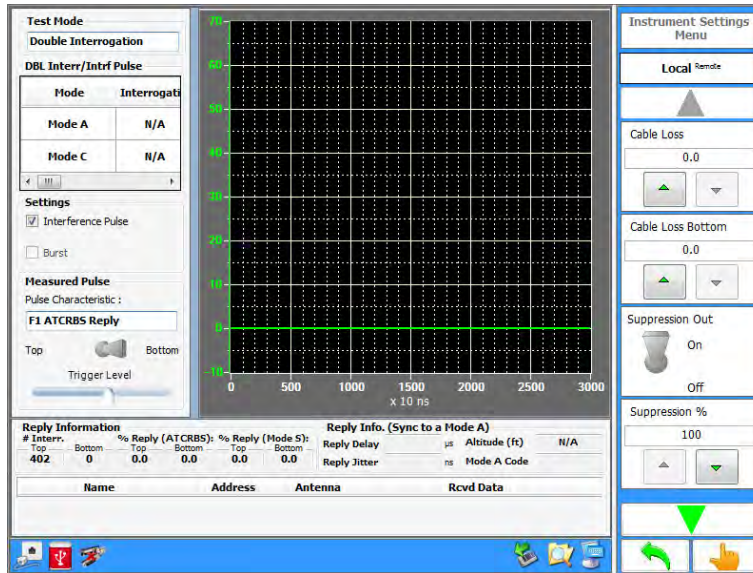 Test Mode
Double Interrogation
DBL Interr/Intrf Pulse
Mode Interrogati
Mode A N/A
Mode C N/A
Settings
Interference Pulse
Burst
Measured Pulse
Pulse Characteristic :
F1 ATCRBS Reply
Top Bottom
Trigger Level
70
60
50
40
30
20
10
0
-10
0 500 1000 1500 2000 2500 3000
x 10 ns
Reply Information
# Interr. % Reply (ATCRBS): % Reply (Mode S):
Top Bottom Top Bottom Top Bottom
402 0 0.0 0.0 0.0 0.0
Reply Info. (Sync to a Mode A)
Reply Delay µs Altitude (ft) N/A
Reply Jitter ns Mode A Code
Name Address Antenna Rcvd Data
Instrument Settings
Menu
Local Remote
Cable Loss
0.0
Cable Loss Bottom
0.0
Suppression Out
On
Off
Suppression %
100